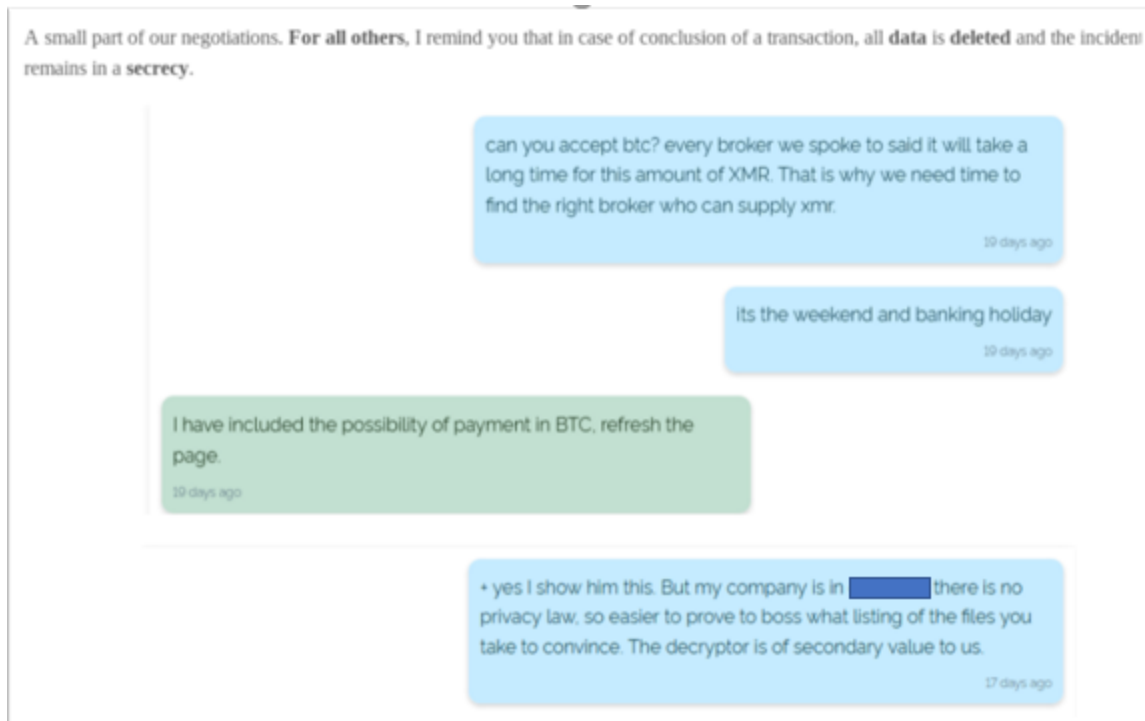 A small part of our negotiations. For all others, I remind you that in case of conclusion of a transaction, all data is deleted and the incident
remains in a secrecy.
can you accept btc? every broker we spoke to said it will take a
long time for this amount of XMR. That is why we need time to
find the right broker who can supply xmr.
19 days ago
its the weekend and banking holiday
19 days ago
I have included the possibility of payment in BTC, refresh the
page.
19 days ago
+ yes I show him this. But my company is in there is no
privacy law, so easier to prove to boss what listing of the files you
take to convince. The decryptor is of secondary value to us.
17 days ago